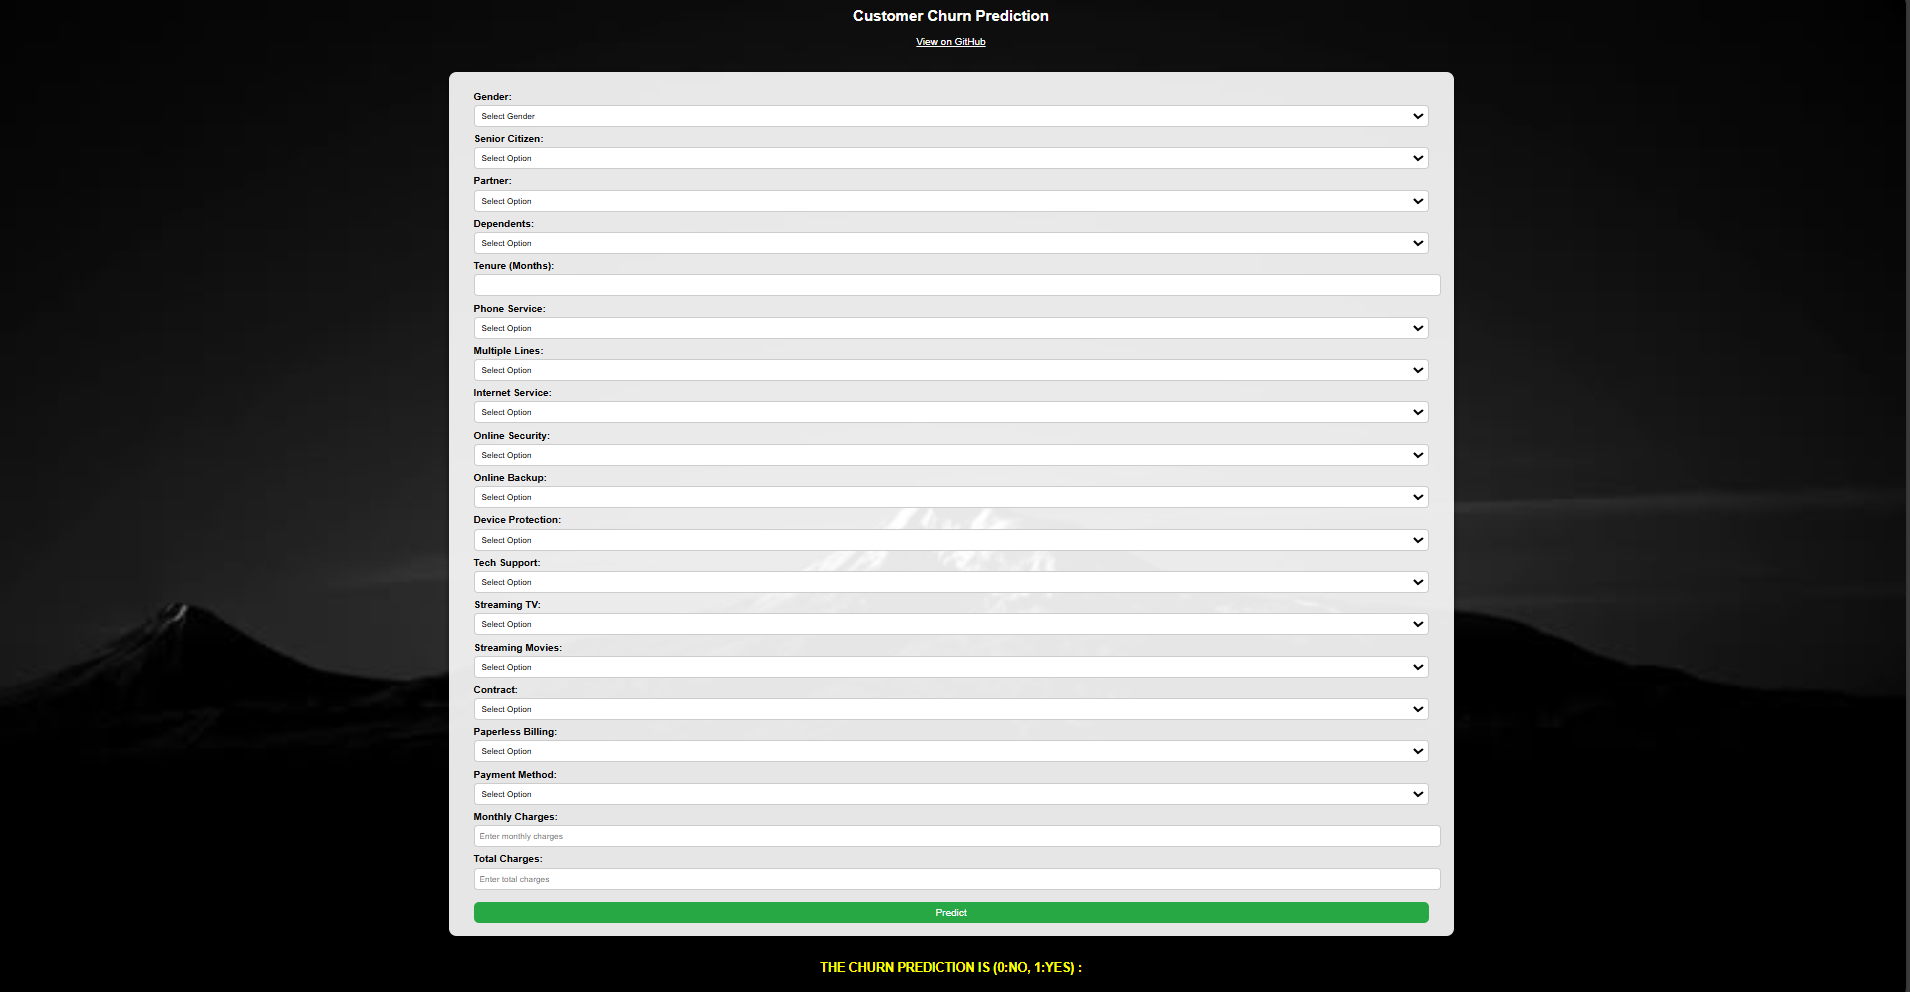 Customer Churn Prediction
View on GitHub
Gender:
Select Gender
Senior Citizen:
Select Option
Partner:
Select Option
Dependents:
Select Option
Tenure (Months):
Phone Service:
Select Option
Multiple Lines:
Select Option
Internet Service:
Select Option
Online Security:
Select Option
Online Backup:
Select Option
Device Protection:
Select Option
Tech Support:
Select Option
Streaming TV:
Select Option
Streaming Movies:
Select Option
Contract:
Select Option
Paperless Billing:
Select Option
Payment Method:
Select Option
Monthly Charges:
Enter monthly charges
Total Charges:
Enter total charges
Predict
THE CHURN PREDICTION IS (0:NO, 1:YES) :